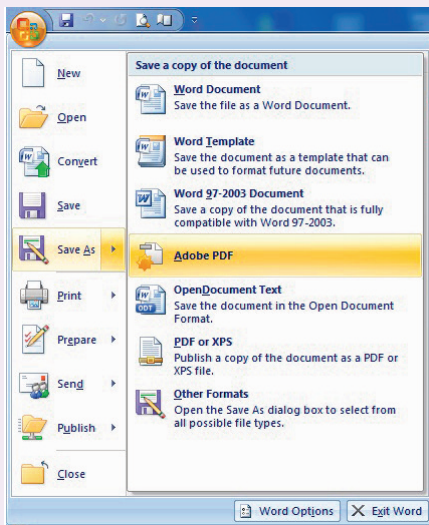 New
Open
Convert
Save
Save As
Print
Prepare
Send
Publish
Close
Save a copy of the document
Word Document
Save the file as a Word Document.
Word Template
Save the document as a template that can
be used to format future documents.
Word 97-2003 Document
Save a copy of the document that is fully
compatible with Word 97-2003.
Adobe PDF
OpenDocument Text
Save the document in the Open Document
Format.
PDF or XPS
Publish a copy of the document as a PDF or
XPS file.
Other Formats
Open the Save As dialog box to select from
all possible file types.
Word Options
Exit Word